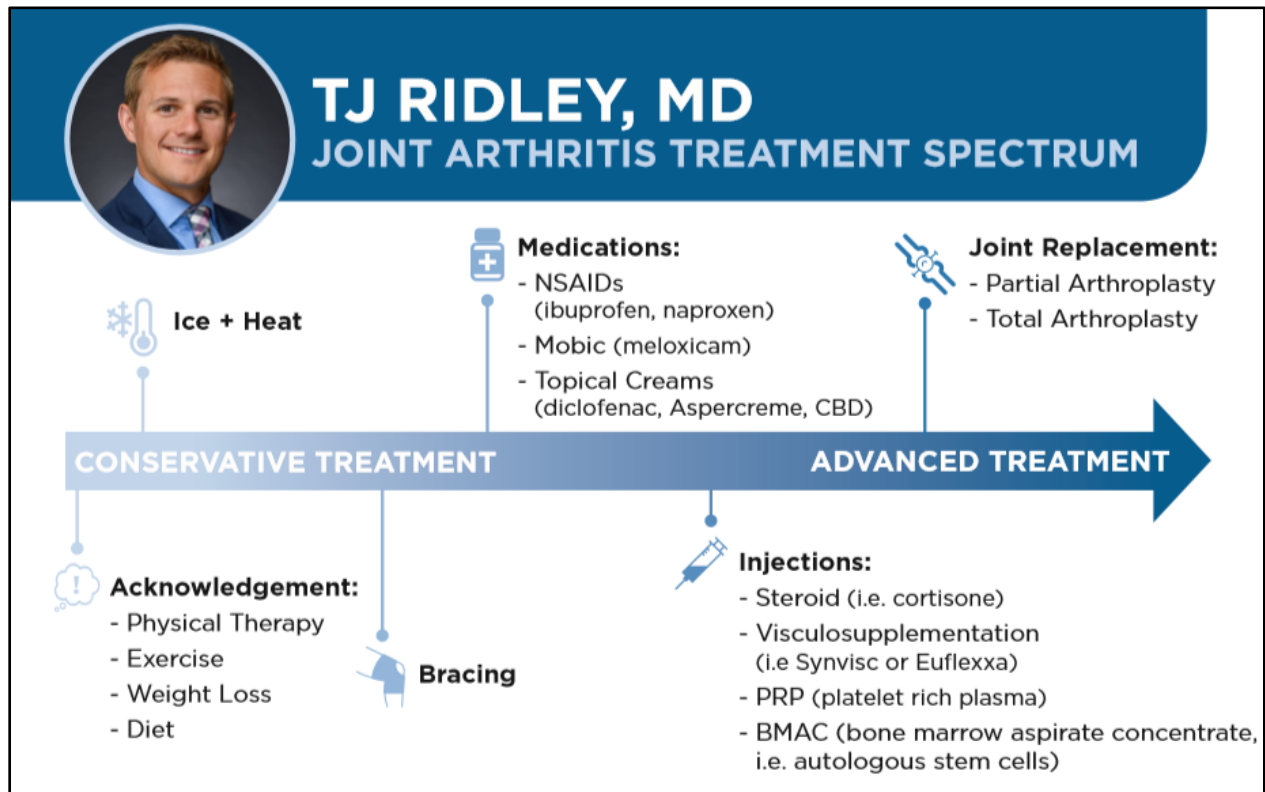 TJ RIDLEY, MD
JOINT ARTHRITIS TREATMENT SPECTRUM
Ice + Heat
Medications:
- NSAIDs
(ibuprofen, naproxen)
- Mobic (meloxicam)
- Topical Creams
(diclofenac, Aspercreme, CBD)
Joint Replacement:
- Partial Arthroplasty
- Total Arthroplasty
CONSERVATIVE TREATMENT
ADVANCED TREATMENT
!
Acknowledgement:
- Physical Therapy
- Exercise
- Weight Loss
- Diet
Bracing
Injections:
- Steroid (i.e. cortisone)
- Visculosupplementation
(i.e Synvisc or Euflexxa)
- PRP (platelet rich plasma)
- BMAC (bone marrow aspirate concentrate,
i.e. autologous stem cells)